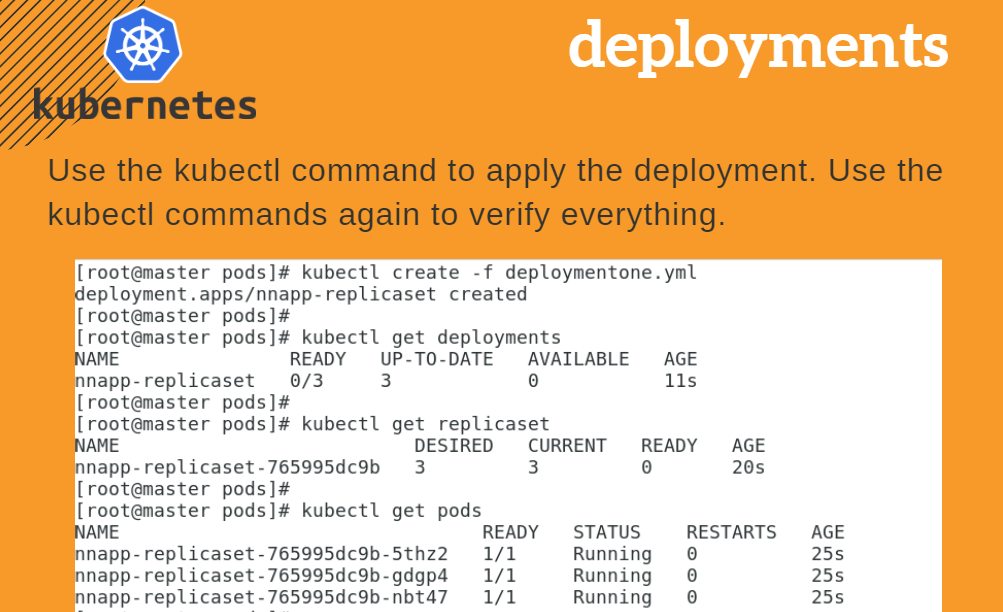 kubernetes
deployments
Use the kubectl command to apply the deployment. Use the
kubectl commands again to verify everything.
[root@master pods]# kubectl create -f deploymentone.yml
deployment.apps/nnapp-replicaset created
[root@master pods]#
[root@master pods]# kubectl get deployments
NAME READY UP-TO-DATE AVAILABLE AGE
nnapp-replicaset 0/3 3 0 11s
[root@master pods]#
[root@master pods]# kubectl get replicaset
NAME DESIRED CURRENT READY AGE
nnapp-replicaset-765995dc9b 3 3 0 20s
[root@master pods]#
[root@master pods]# kubectl get pods
NAME READY STATUS RESTARTS AGE
nnapp-replicaset-765995dc9b-5thz2 1/1 Running 0 25s
nnapp-replicaset-765995dc9b-gdgp4 1/1 Running 0 25s
nnapp-replicaset-765995dc9b-nbt47 1/1 Running 0 25s